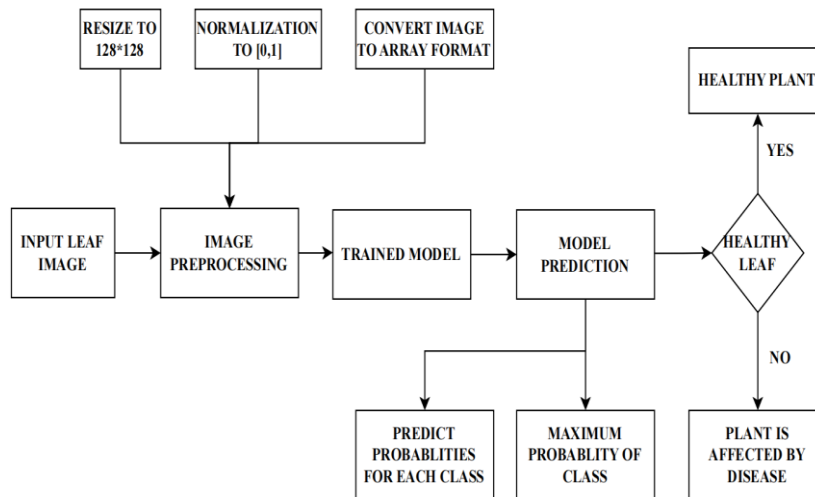 RESIZE TO
128*128
NORMALIZATION
TO [0,1]
CONVERT IMAGE
TO ARRAY FORMAT
HEALTHY PLANT
YES
INPUT LEAF
IMAGE
IMAGE
PREPROCESSING
TRAINED MODEL
MODEL
PREDICTION
HEALTHY
LEAF
NO
PREDICT
PROBABLITIES
FOR EACH CLASS
MAXIMUM
PROBABLITY OF
CLASS
PLANT IS
AFFECTED BY
DISEASE